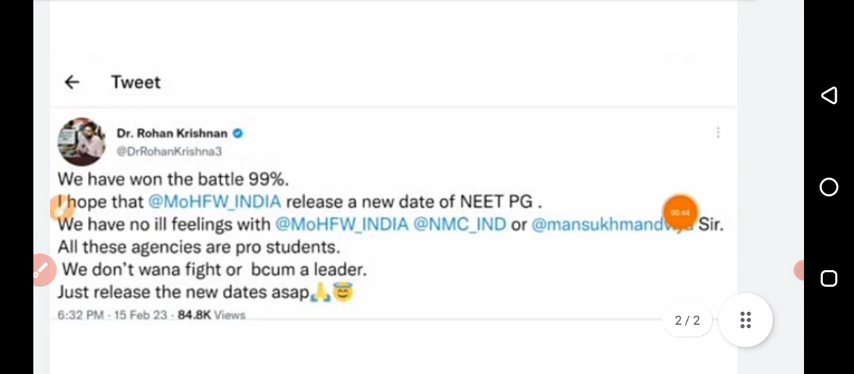 Tweet
Dr. Rohan Krishnan
@DrRohanKrishna3
We have won the battle 99%.
I hope that @MoHFW_INDIA release a new date of NEET PG .
We have no ill feelings with @MoHFW_INDIA @NMC_IND or Sir.
All these agencies are pro students.
We don't wana fight or bcum a leader.
Just release the new dates asap🙏😇
6:32 PM · 15 Feb 23 · 84.8K Views
00:44
2 / 2